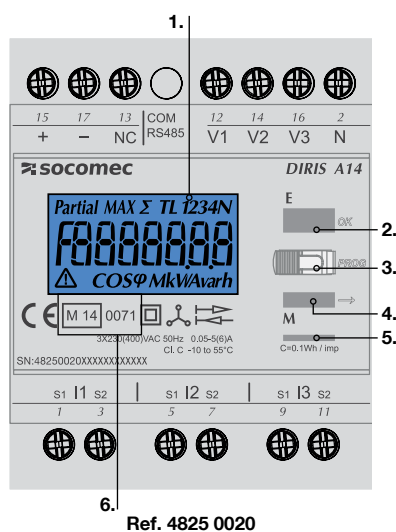 1.
15 17 13 COM 12 14 16 2
+ – NC RS485 V1 V2 V3 N
socomec DIRIS A14
Partial MAX Σ TL1234N
F8888888
COSφ MkWAvarh
E
OK
2.
PROG
3.
4.
M
5.
C=0.1Wh / imp
CE M 14 0071
3X230(400)VAC 50Hz 0.05-5(6)A
Cl. C -10 to 55°C
SN:48250020XXXXXXXXXXXX
S1 I1 S2 S1 I2 S2 S1 I3 S2
1 3 5 7 9 11
6.
Ref. 4825 0020